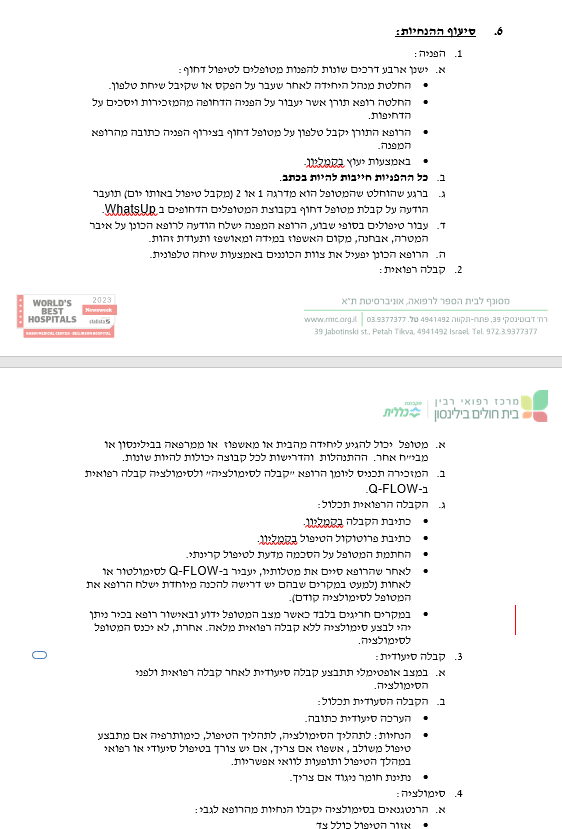 6. סיעוף ההנחיות:
1. הפניה:
א. ישנן ארבע דרכים שונות להפנות מטופלים לטיפול דחוף:
• החלטת מנהל היחידה לאחר שעבר על הפקס או שקיבל שיחת טלפון.
• החלטה רופא תורן אשר יעבור על הפניה הדחופה מהמזכירות ויסכים על
הדחיפות.
• הרופא התורן יקבל טלפון על מטופל דחוף בצירוף הפניה כתובה מהרופא
המפנה.
• באמצעות יעוץ בקמליון.
ב. כל ההפניות חייבות להיות בכתב.
ג. ברגע שהוחלט שהמטופל הוא מדרגה 1 או 2 (מקבל טיפול באותו יום) תועבר
הודעה על קבלת מטופל דחוף בקבוצת המטופלים הדחופים ב WhatsUp.
ד. עבור טיפולים בסופי שבוע, הרופא המפנה ישלח הודעה לרופא הכונן על איבר
המטרה, אבחנה, מקום האשפוז במידה ומאושפז ותעודת זהות.
ה. הרופא הכונן יפעיל את צוות הכוננים באמצעות שיחה טלפונית.
2. קבלה רפואית:
WORLD'S BEST HOSPITALS
2023
Newsweek
statista
מסונף לבית הספר לרפואה, אוניברסיטת ת"א
רח' ז'בוטינסקי 39, פתח-תקווה 4941492 טל. 03.9377377 | www.rmc.org.il
39 Jabotinski st., Petah Tikva, 4941492 Israel, Tel. 972.3.9377377
מרכז רפואי רבין
בית חולים בילינסון
כללית
א. מטופל יכול להגיע ליחידה מהבית או מאשפוז או ממרפאה בבילינסון או
מבי"ח אחר. ההתנהלות והדרישות לכל קבוצה יכולות להיות שונות.
ב. המזכירה תכניס ליומן הרופא "קבלה לסימולציה" ולסימולציה קבלה רפואית
ב-Q-FLOW.
ג. הקבלה הרפואית תכלול:
• כתיבת הקבלה בקמליון.
• כתיבת פרוטוקול הטיפול בקמליון.
• החתמת המטופל על הסכמה מדעת לטיפול קרינתי.
• לאחר שהרופא סיים את מטלותיו, יעביר ב-Q-FLOW לסימולטור או
לאחות (למעט במקרים שבהם יש דרישה להכנה מיוחדת ישלח הרופא את
המטופל לסימולציה קודם).
• במקרים חריגים בלבד כאשר מצב המטופל ידוע ובאישור רופא בכיר ניתן
יהי לבצע סימולציה ללא קבלה רפואית מלאה. אחרת, לא יכנס המטופל
לסימולציה.
3. קבלה סיעודית:
א. במצב אופטימלי תתבצע קבלה סיעודית לאחר קבלה רפואית ולפני
הסימולציה.
ב. הקבלה הסעודית תכלול:
• הערכה סיעודית כתובה.
• הנחיות: לתהליך הסימולציה, לתהליך הטיפול, כימותרפיה אם מתבצע
טיפול משולב, אשפוז אם צריך, אם יש צורך בטיפול סיעודי או רפואי
במהלך הטיפול ותופעות לוואי אפשריות.
• נתינת חומר ניגוד אם צריך.
4. סימולציה:
א. הרנטגנאים בסימולציה יקבלו הנחיות מהרופא לגבי:
• אזור הטיפול כולל צד